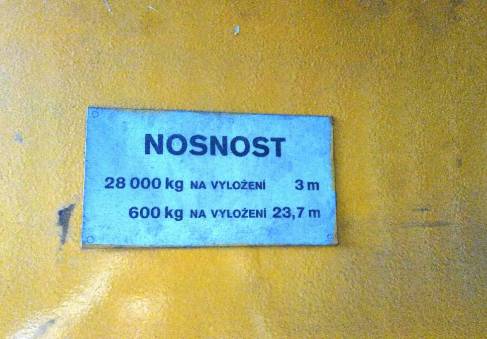 NOSNOST
28 000 kg NA VYLOŽENÍ 3 m
600 kg NA VYLOŽENÍ 23,7 m